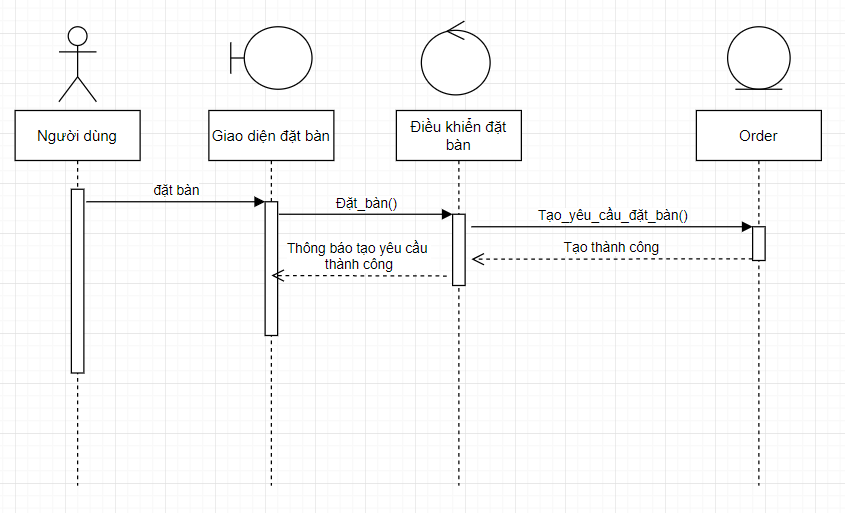 Người dùng
Giao diện đặt bàn
Điều khiển đặt
bàn
Order
đặt bàn
Đặt_bàn()
Tạo_yêu_cầu_đặt_bàn()
Thông báo tạo yêu cầu
thành công
Tạo thành công